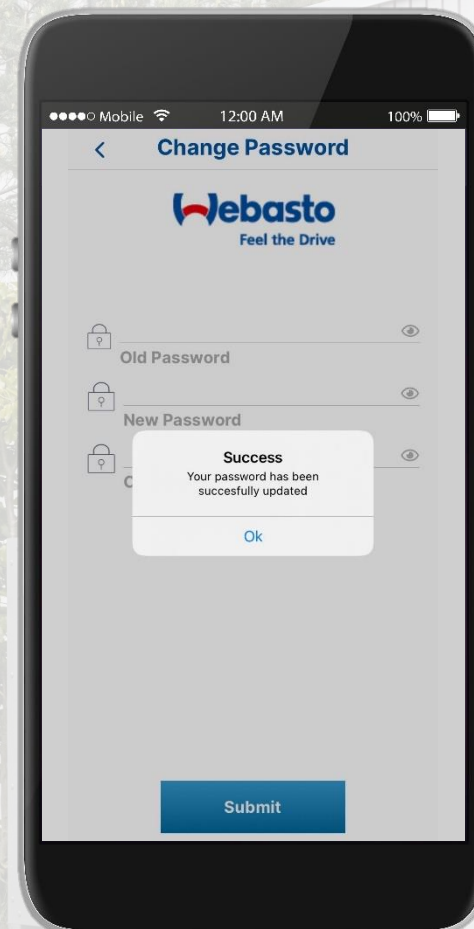 Mobile 12:00 AM 100%
Change Password
Webasto
Feel the Drive
Old Password
New Password
C
Success
Your password has been
succesfully updated
Ok
Submit